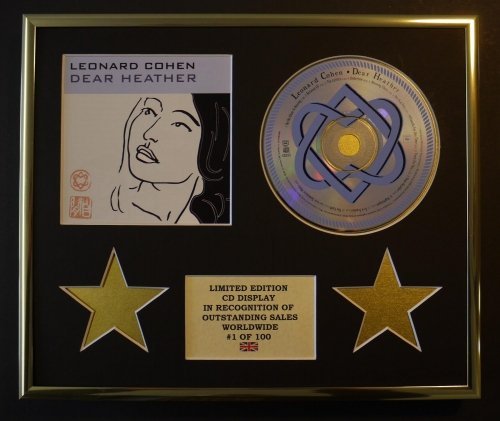 LEONARD COHEN
DEAR HEATHER
Leonard Cohen • Dear Heather
LIMITED EDITION
CD DISPLAY
IN RECOGNITION OF
OUTSTANDING SALES
WORLDWIDE
#1 OF 100